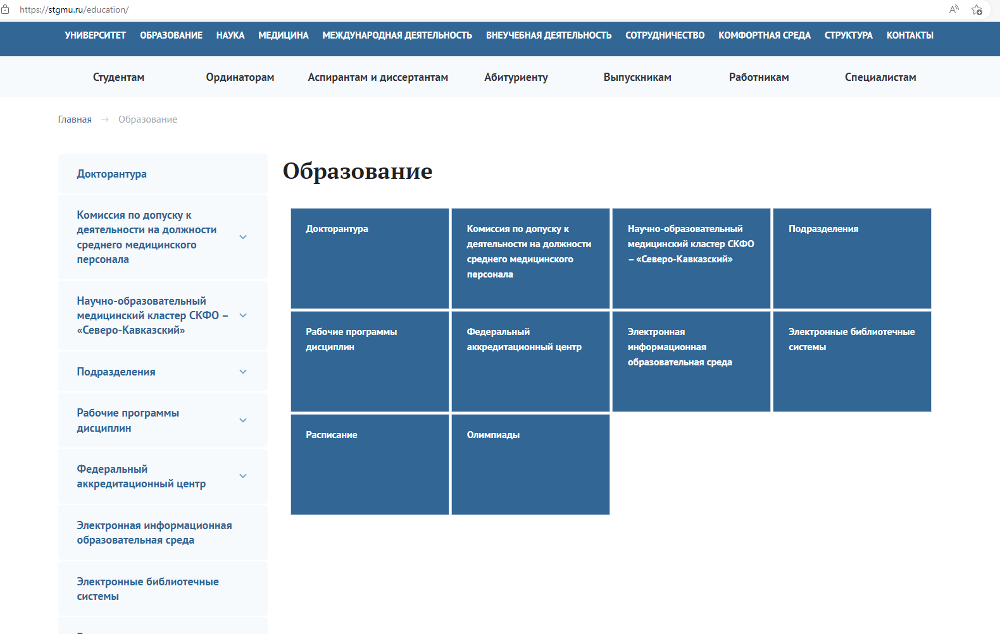 https://stgmu.ru/education/
УНИВЕРСИТЕТ ОБРАЗОВАНИЕ НАУКА МЕДИЦИНА МЕЖДУНАРОДНАЯ ДЕЯТЕЛЬНОСТЬ ВНЕУЧЕБНАЯ ДЕЯТЕЛЬНОСТЬ СОТРУДНИЧЕСТВО КОМФОРТНАЯ СРЕДА СТРУКТУРА КОНТАКТЫ
Студентам Ординаторам Аспирантам и диссертантам Абитуриенту Выпускникам Работникам Специалистам
Главная → Образование
Докторантура
Комиссия по допуску к
деятельности на должности
среднего медицинского
персонала
Научно-образовательный
медицинский кластер СКФО –
«Северо-Кавказский»
Подразделения
Рабочие программы
дисциплин
Федеральный
аккредитационный центр
Электронная информационная
образовательная среда
Электронные библиотечные
системы
Образование
Докторантура
Комиссия по допуску к
деятельности на должности
среднего медицинского
персонала
Научно-образовательный
медицинский кластер СКФО
– «Северо-Кавказский»
Подразделения
Рабочие программы
дисциплин
Федеральный
аккредитационный центр
Электронная
информационная
образовательная среда
Электронные библиотечные
системы
Расписание
Олимпиады